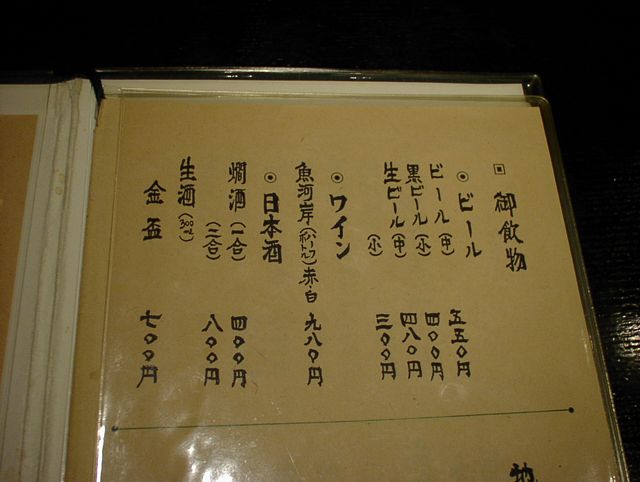 御飲物
◉ビール
ビール(中) 五五〇円
黒ビール(小) 四〇〇円
生ビール(中) 四八〇円
(小) 三〇〇円
◉ワイン
魚河岸(ハーフボトル)赤・白 九八〇円
◉日本酒
燗酒(一合) 四〇〇円
(二合) 八〇〇円
生酒(300ml)
金盃 七〇〇円